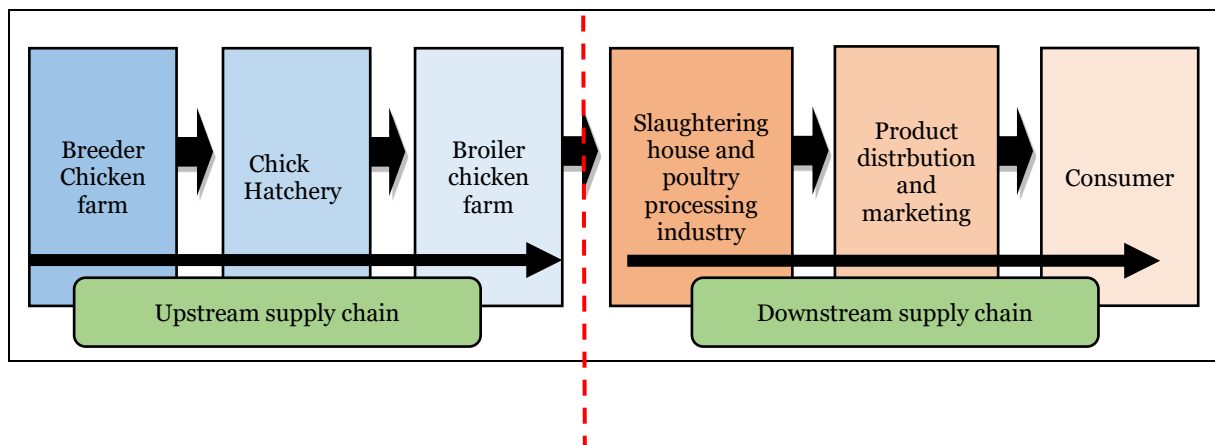 Breeder
Chicken
farm
Chick
Hatchery
Broiler
chicken
farm
Slaughtering
house and
poultry
processing
industry
Product
distrbution
and
marketing
Consumer
Upstream supply chain
Downstream supply chain